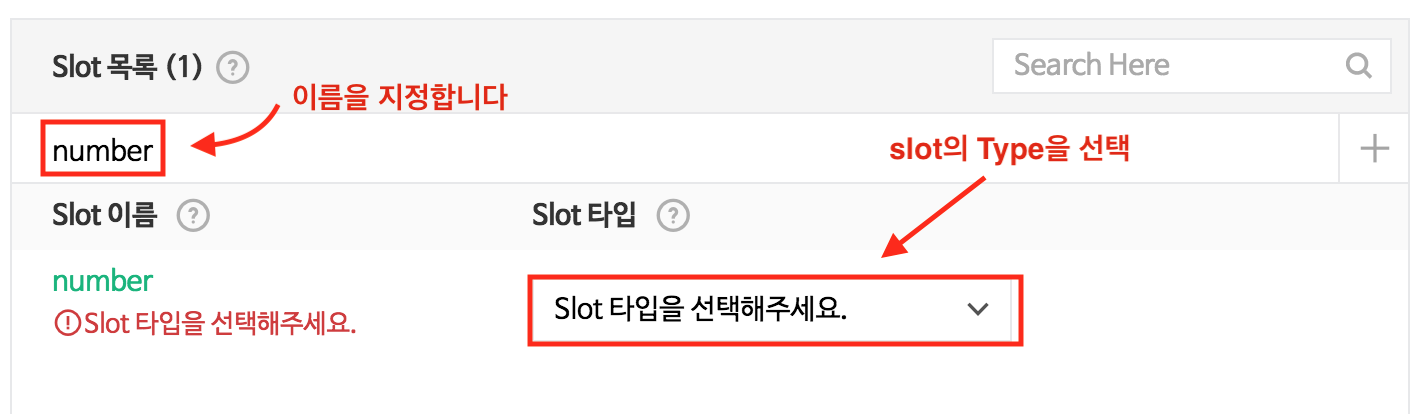 Slot 목록 (1) ?
Search Here
이름을 지정합니다
number
slot의 Type을 선택
Slot 이름 ?
Slot 타입 ?
number
Slot 타입을 선택해주세요.
Slot 타입을 선택해주세요.